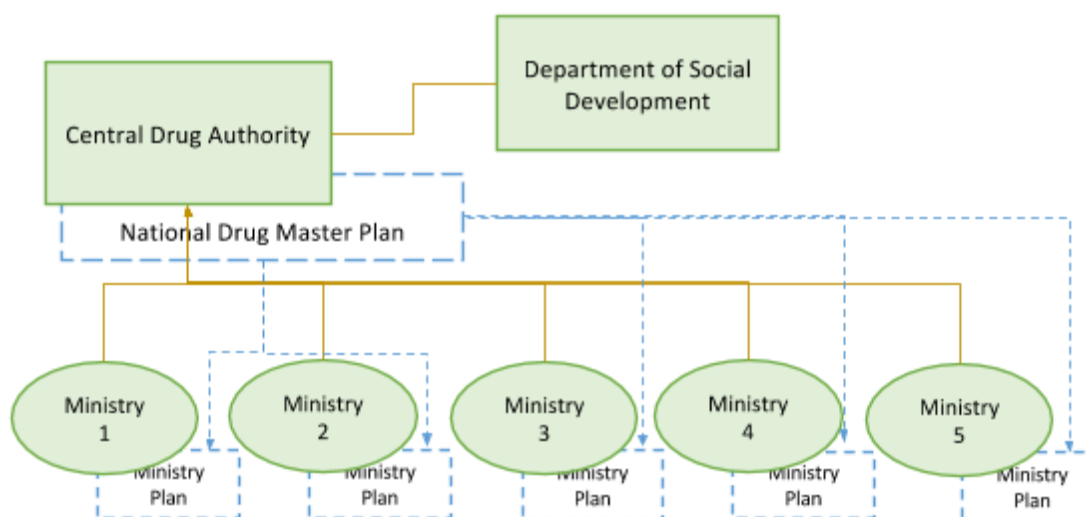 Department of Social
Development
Central Drug Authority
National Drug Master Plan
Ministry
1
Ministry
2
Ministry
3
Ministry
4
Ministry
5
Ministry
Plan
Ministry
Plan
Ministry
Plan
Ministry
Plan
Ministry
Plan